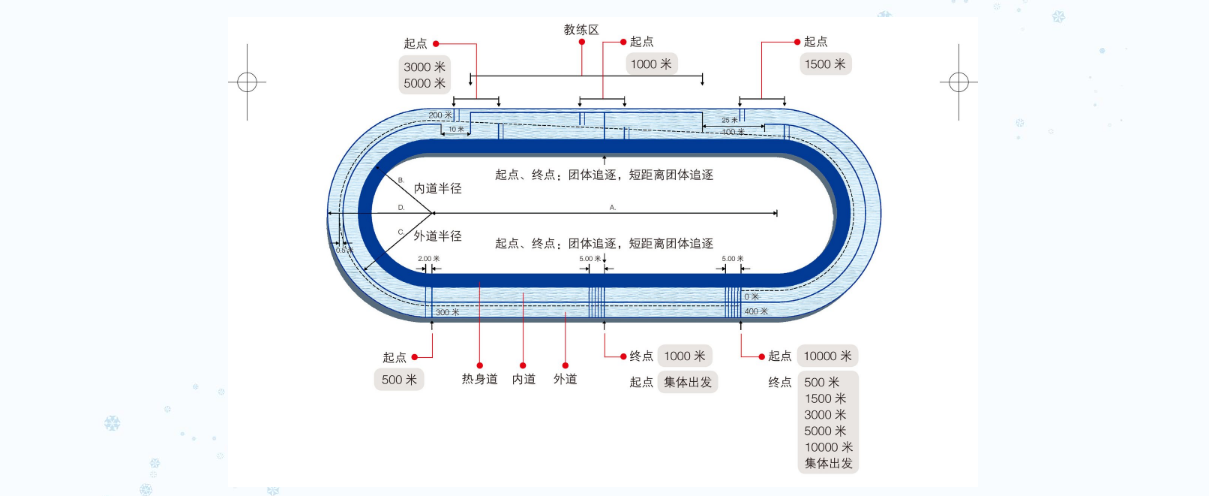 教练区
起点
3000 米
5000 米
起点
1000 米
起点
1500 米
200 米
10 米
25 米
100 米
B.
内道半径
D.
C.
外道半径
0.5 米
起点、终点：团体追逐，短距离团体追逐
A.
起点、终点：团体追逐，短距离团体追逐
2.00 米
5.00 米
5.00 米
0 米
300 米
400 米
起点
500 米
热身道
内道
外道
终点
1000 米
起点
集体出发
起点
10000 米
终点
500 米
1500 米
3000 米
5000 米
10000 米
集体出发